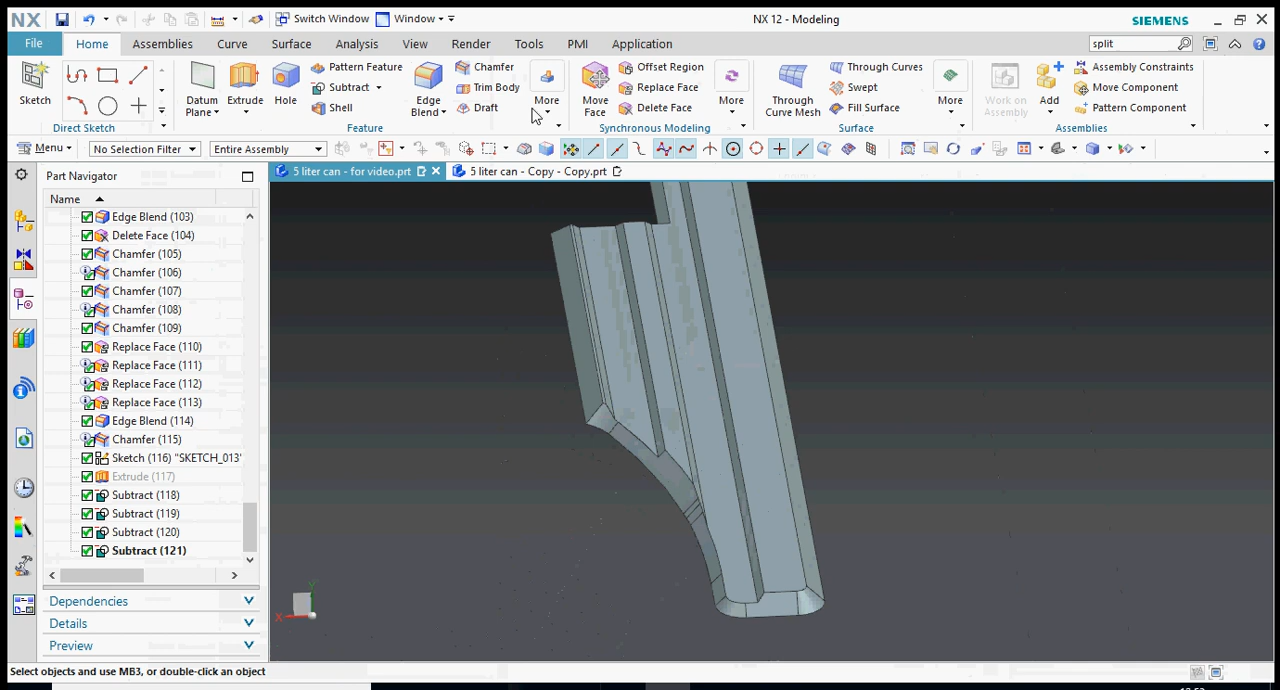 NX Switch Window Window NX 12 - Modeling SIEMENS
File Home Assemblies Curve Surface Analysis View Render Tools PMI Application split
Sketch
Direct Sketch
Datum Plane Extrude Hole Pattern Feature Subtract Shell Edge Blend Chamfer Trim Body Draft More
Feature
Move Face Offset Region Replace Face Delete Face More
Synchronous Modeling
Through Curve Mesh Through Curves Swept Fill Surface More
Surface
Work on Assembly Add Assembly Constraints Move Component Pattern Component
Assemblies
Menu No Selection Filter Entire Assembly
Part Navigator
5 liter can - for video.prt 5 liter can - Copy - Copy.prt
Name
Edge Blend (103)
Delete Face (104)
Chamfer (105)
Chamfer (106)
Chamfer (107)
Chamfer (108)
Chamfer (109)
Replace Face (110)
Replace Face (111)
Replace Face (112)
Replace Face (113)
Edge Blend (114)
Chamfer (115)
Sketch (116) "SKETCH_013"
Extrude (117)
Subtract (118)
Subtract (119)
Subtract (120)
Subtract (121)
Dependencies
Details
Preview
Y
X
Select objects and use MB3, or double-click an object